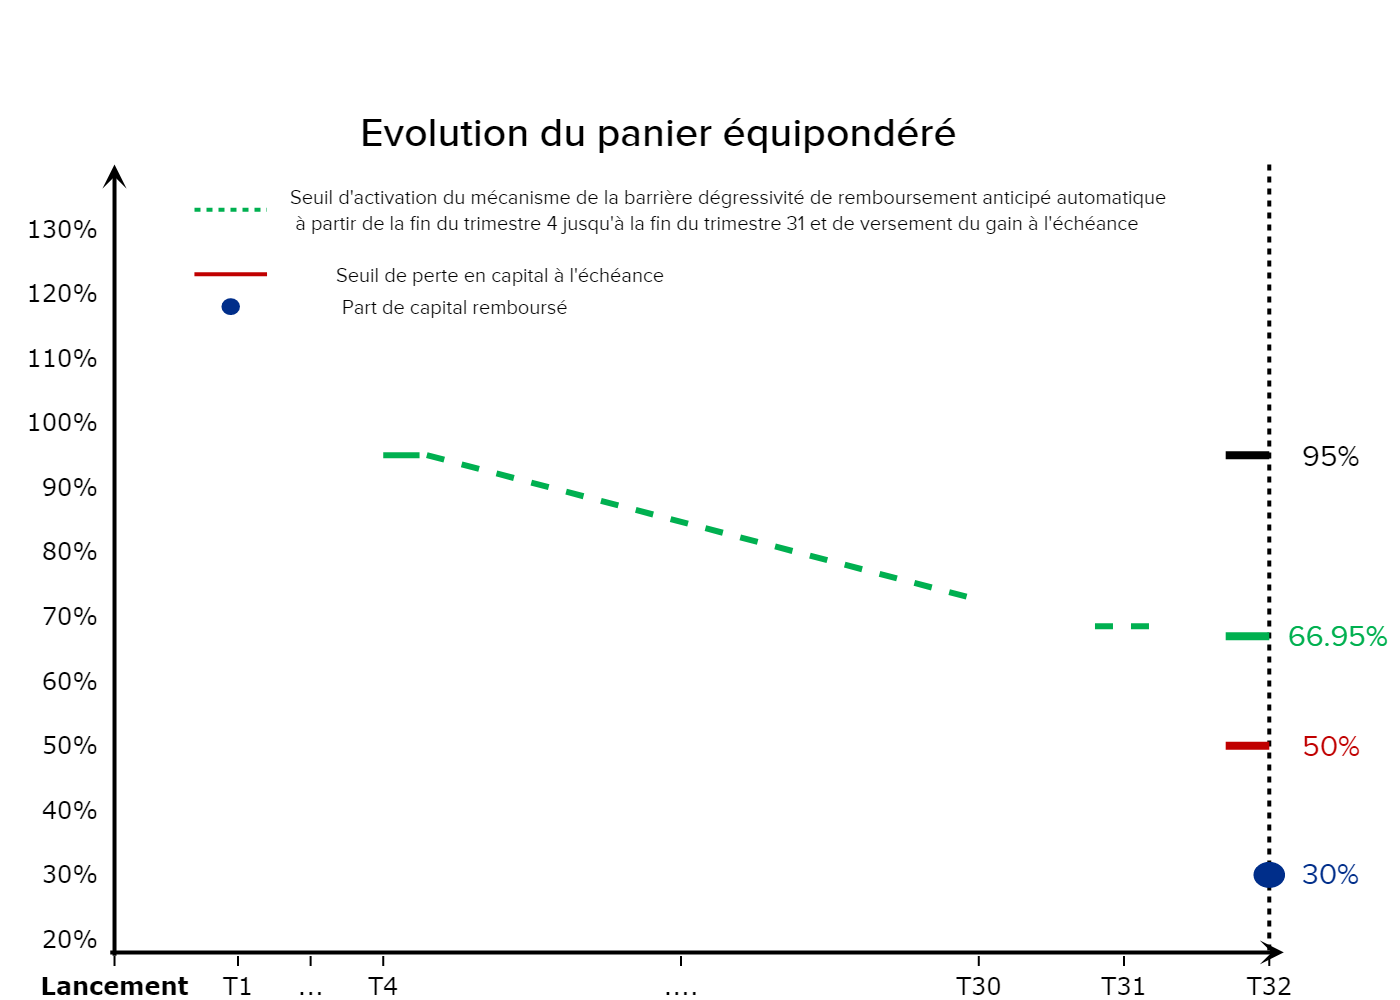 Evolution du panier équipondéré
Seuil d'activation du mécanisme de la barrière dégressivité de remboursement anticipé automatique
à partir de la fin du trimestre 4 jusqu'à la fin du trimestre 31 et de versement du gain à l'échéance
Seuil de perte en capital à l'échéance
Part de capital remboursé
130%
120%
110%
100%
90%
80%
70%
60%
50%
40%
30%
20%
95%
66.95%
50%
30%
Lancement T1 ... T4 .... T30 T31 T32